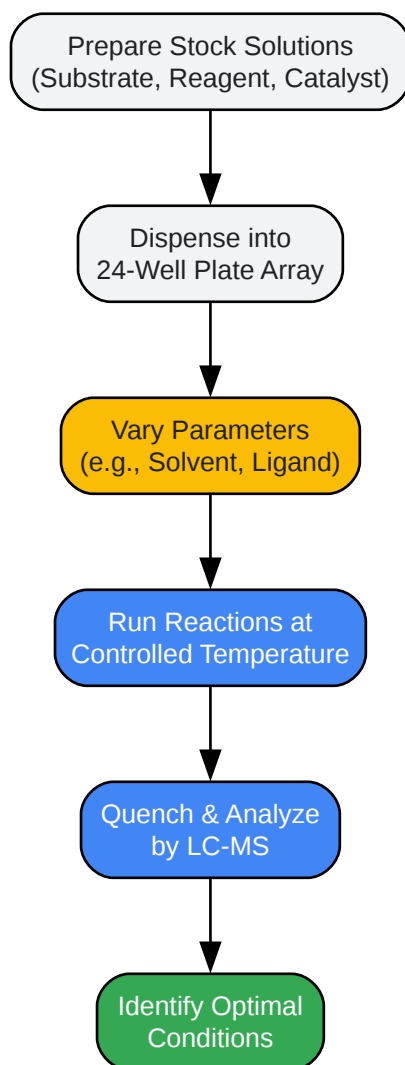 Prepare Stock Solutions
(Substrate, Reagent, Catalyst)
Dispense into
24-Well Plate Array
Vary Parameters
(e.g., Solvent, Ligand)
Run Reactions at
Controlled Temperature
Quench & Analyze
by LC-MS
Identify Optimal
Conditions